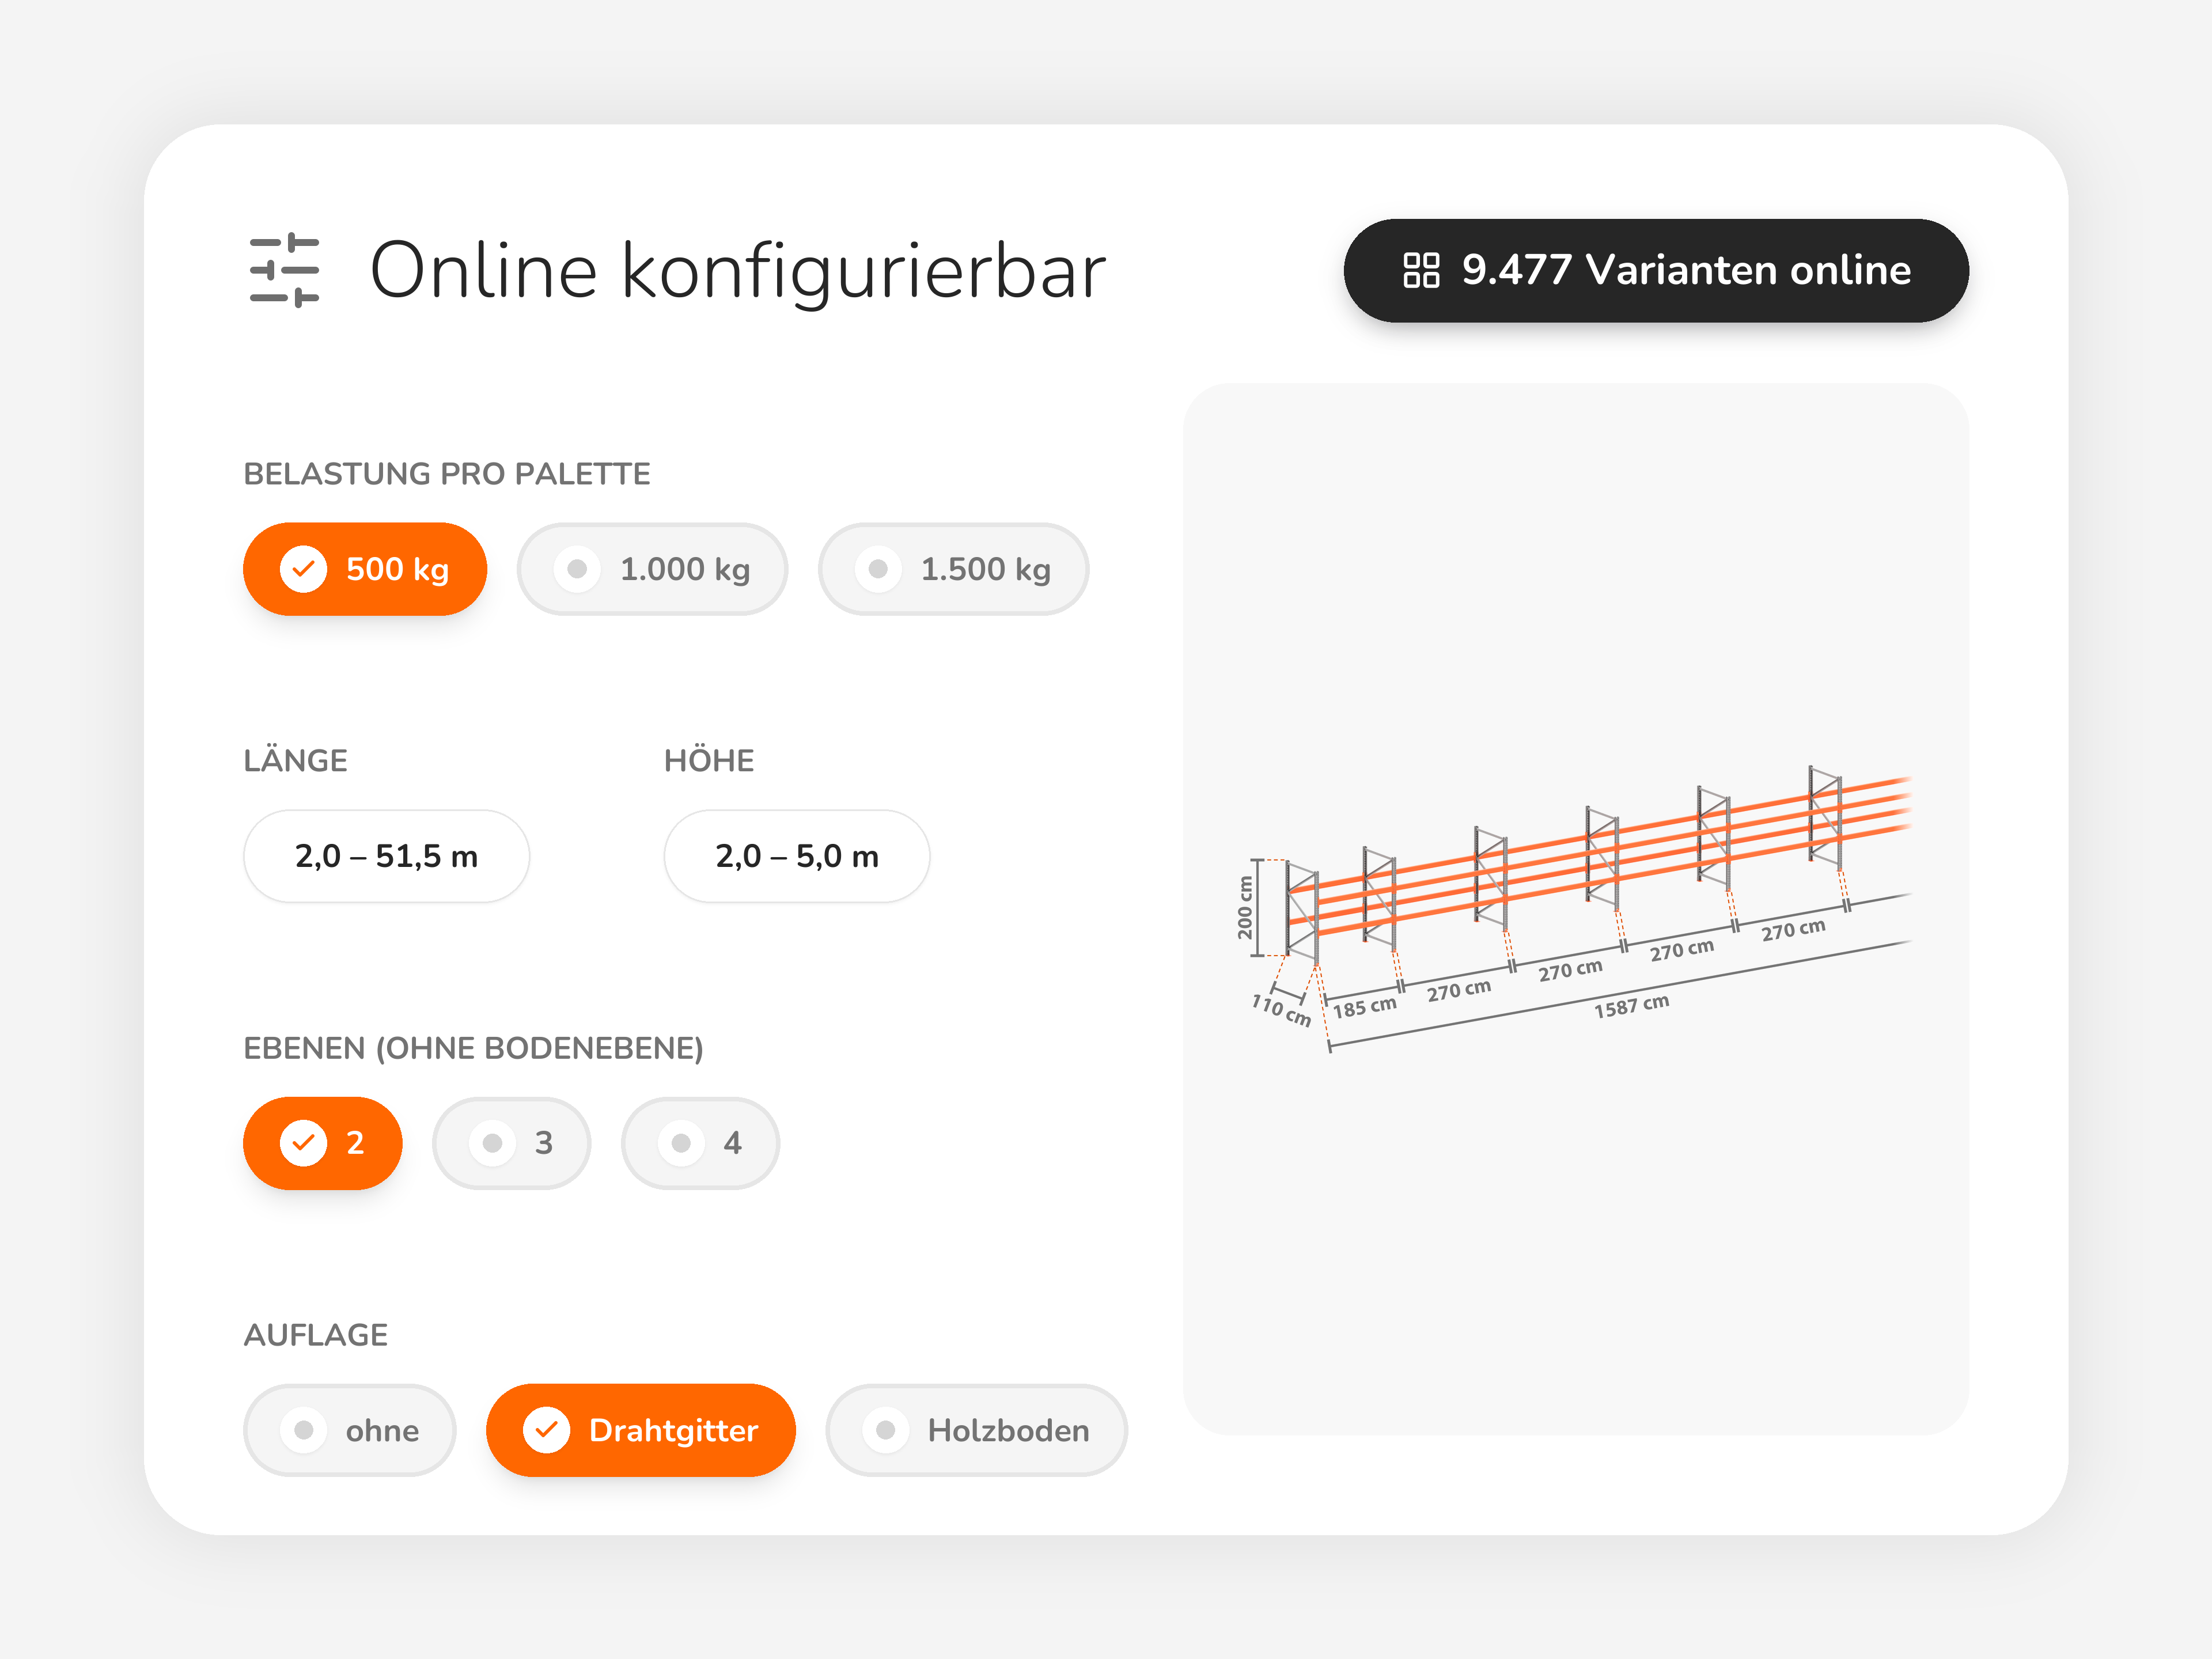 Online konfigurierbar
9.477 Varianten online
BELASTUNG PRO PALETTE
500 kg
1.000 kg
1.500 kg
LÄNGE
HÖHE
2,0 – 51,5 m
2,0 – 5,0 m
EBENEN (OHNE BODENEBENE)
2
3
4
AUFLAGE
ohne
Drahtgitter
Holzboden
200 cm
110 cm
185 cm
270 cm
270 cm
270 cm
270 cm
1587 cm